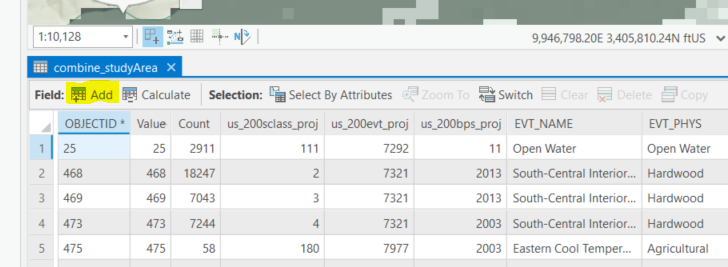 1:10,128 9,946,798.20E 3,405,810.24N ftUS
combine_studyArea
Field: Add Calculate Selection: Select By Attributes Zoom To Switch Clear Delete Copy
OBJECTID * Value Count us_200sclass_proj us_200evt_proj us_200bps_proj EVT_NAME EVT_PHYS
1 25 25 2911 111 7292 11 Open Water Open Water
2 468 468 18247 2 7321 2013 South-Central Interior... Hardwood
3 469 469 7043 3 7321 2013 South-Central Interior... Hardwood
4 473 473 7244 4 7321 2003 South-Central Interior... Hardwood
5 475 475 58 180 7977 2003 Eastern Cool Temper... Agricultural